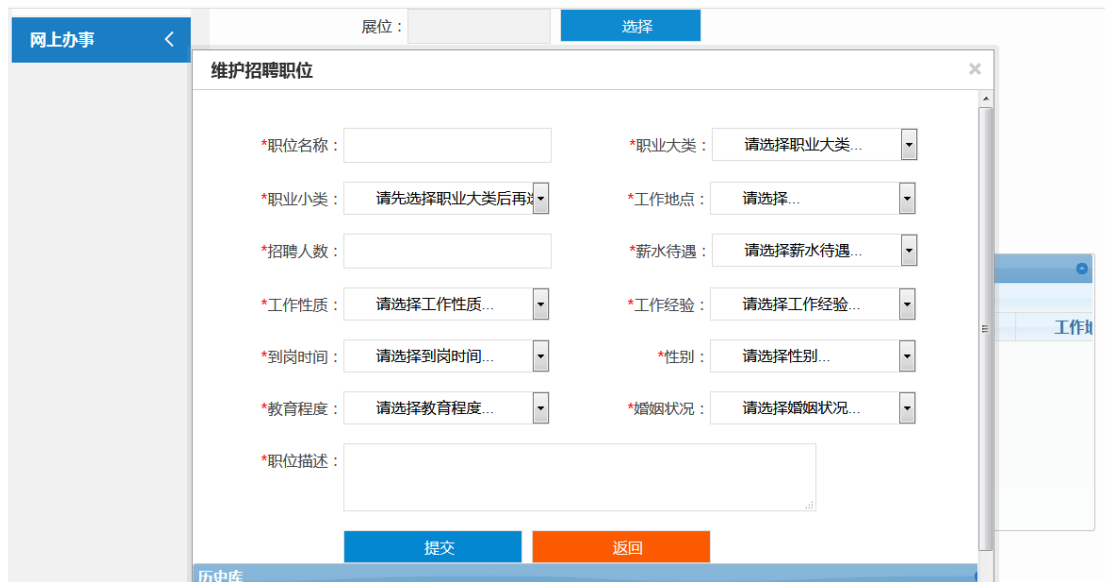 展位：
选择
网上办事
维护招聘职位
*职位名称：
*职业大类：
请选择职业大类...
*职业小类：
请先选择职业大类后再
*工作地点：
请选择...
*招聘人数：
*薪水待遇：
请选择薪水待遇...
*工作性质：
请选择工作性质...
*工作经验：
请选择工作经验...
工作
*到岗时间：
请选择到岗时间...
*性别：
请选择性别...
*教育程度：
请选择教育程度...
*婚姻状况：
请选择婚姻状况...
*职位描述：
提交
返回
历史库